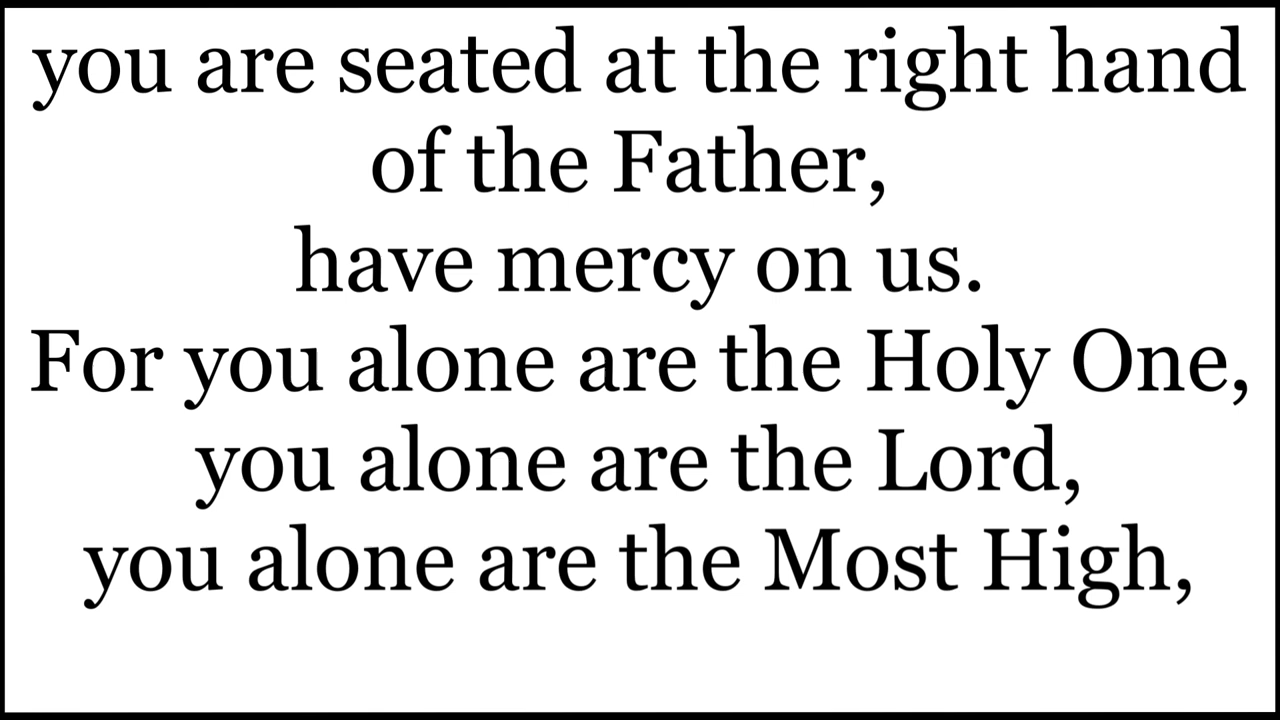 you are seated at the right hand
of the Father,
have mercy on us.
For you alone are the Holy One,
you alone are the Lord,
you alone are the Most High,